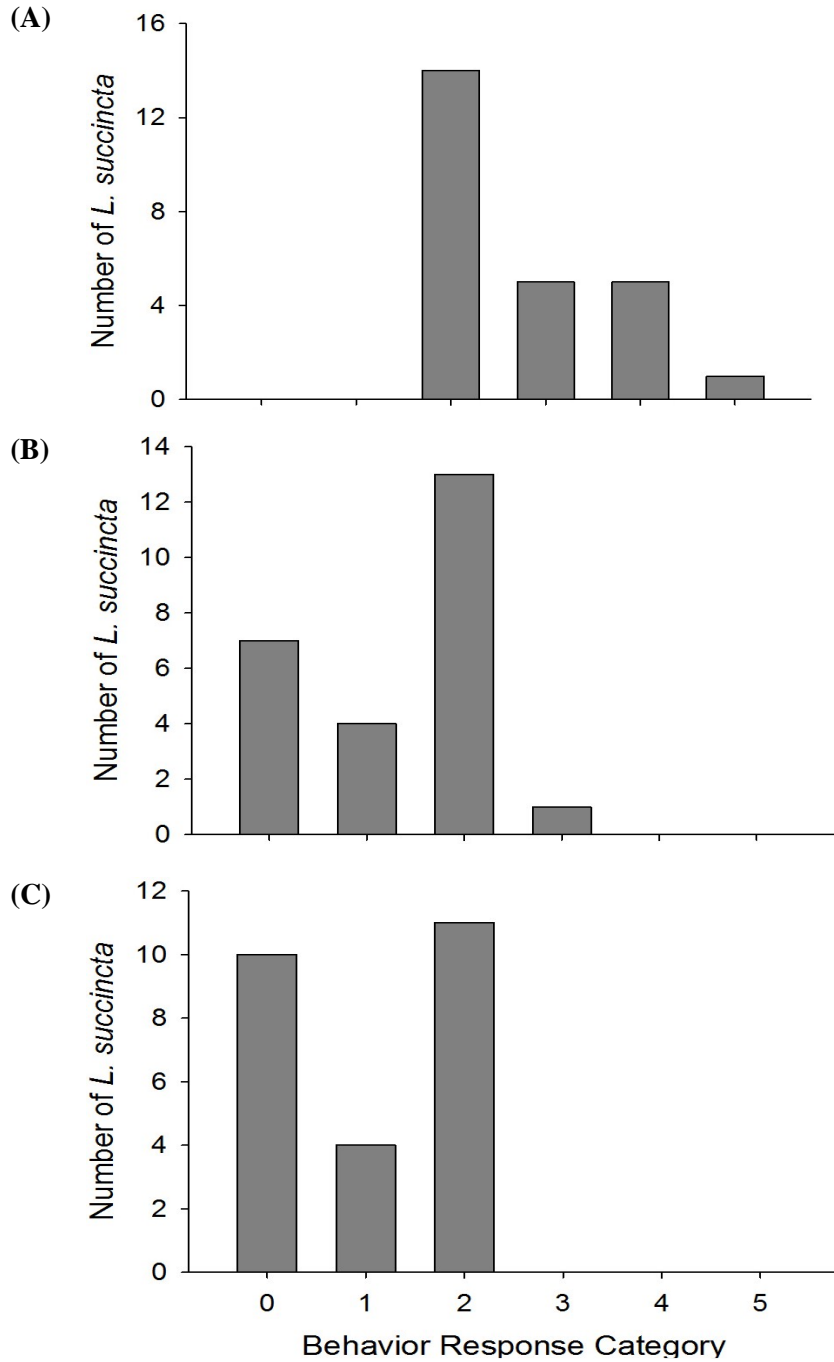 (A)
Number of L. succincta
16
12
8
4
0
(B)
Number of L. succincta
14
12
10
8
6
4
2
0
(C)
Number of L. succincta
12
10
8
6
4
2
0
0 1 2 3 4 5
Behavior Response Category